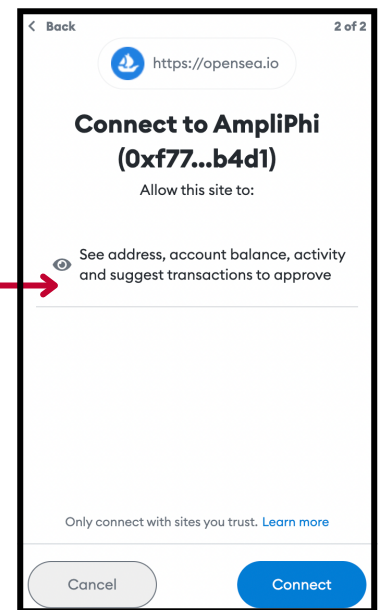 < Back 2 of 2
https://opensea.io
Connect to AmpliPhi
(0xf77...b4d1)
Allow this site to:
See address, account balance, activity
and suggest transactions to approve
Only connect with sites you trust. Learn more
Cancel Connect